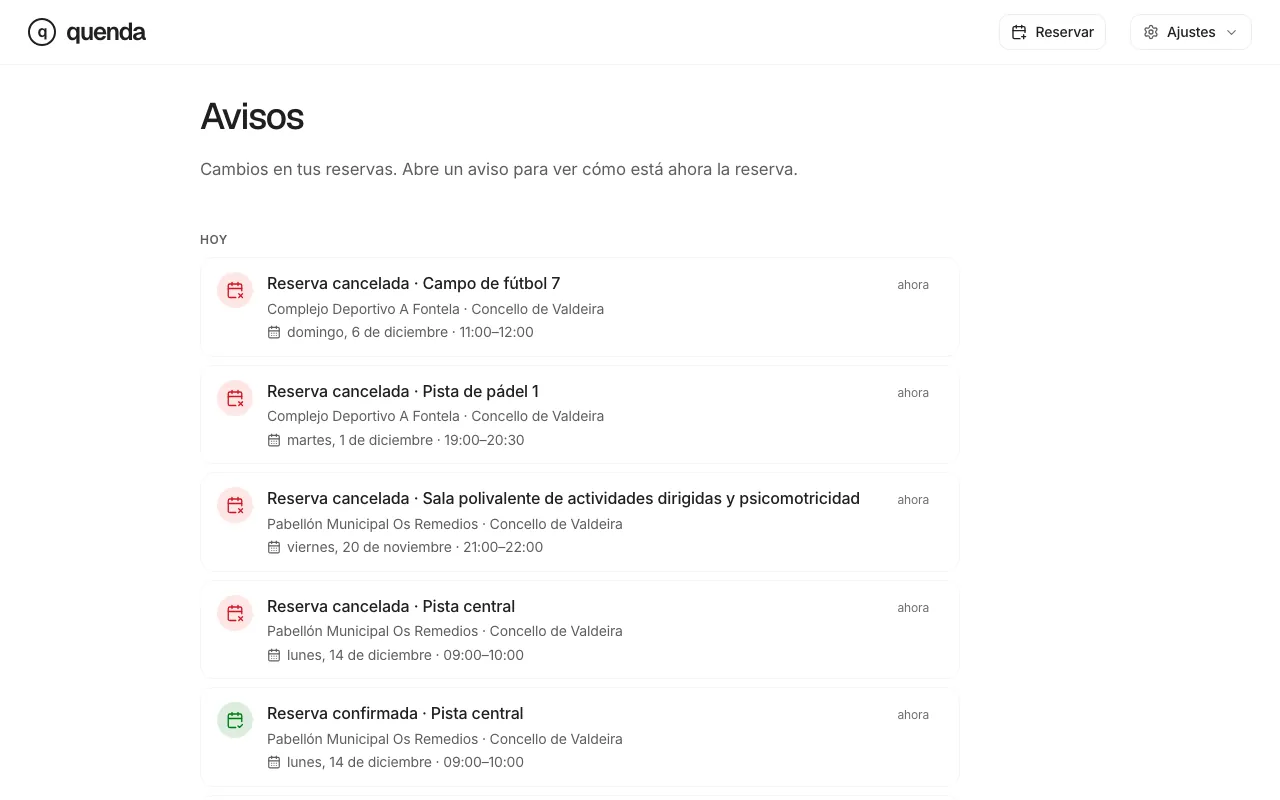 q quenda
Reservar
Ajustes
Avisos
Cambios en tus reservas. Abre un aviso para ver cómo está ahora la reserva.
HOY
Reserva cancelada · Campo de fútbol 7
ahora
Complejo Deportivo A Fontela · Concello de Valdeira
domingo, 6 de diciembre · 11:00–12:00
Reserva cancelada · Pista de pádel 1
ahora
Complejo Deportivo A Fontela · Concello de Valdeira
martes, 1 de diciembre · 19:00–20:30
Reserva cancelada · Sala polivalente de actividades dirigidas y psicomotricidad
ahora
Pabellón Municipal Os Remedios · Concello de Valdeira
viernes, 20 de noviembre · 21:00–22:00
Reserva cancelada · Pista central
ahora
Pabellón Municipal Os Remedios · Concello de Valdeira
lunes, 14 de diciembre · 09:00–10:00
Reserva confirmada · Pista central
ahora
Pabellón Municipal Os Remedios · Concello de Valdeira
lunes, 14 de diciembre · 09:00–10:00